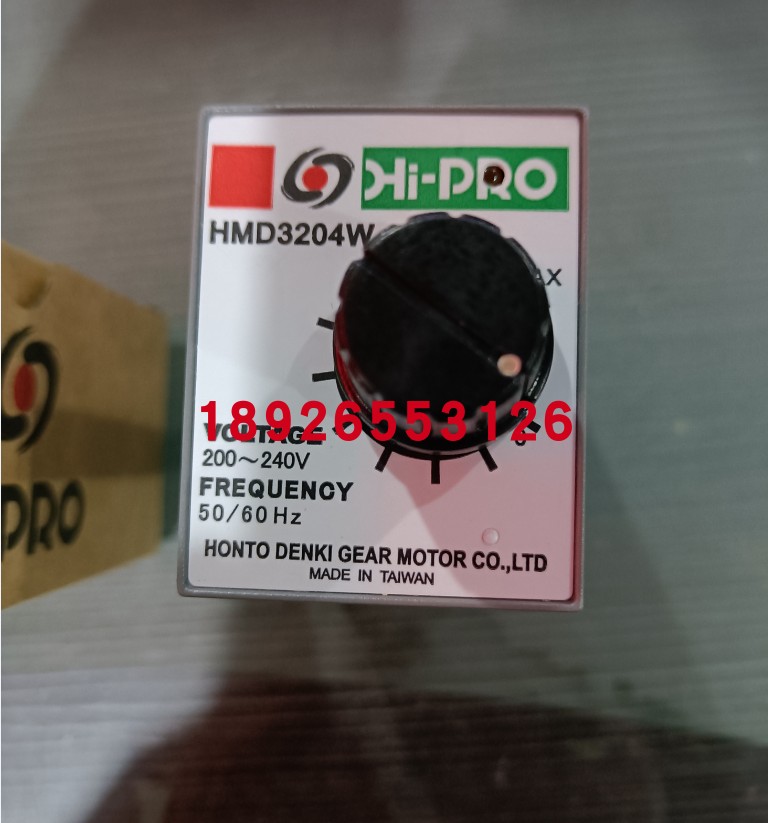 Hi-PRO
HMD3204W
AX
18926553126
VOLTAGE
0
200～240V
FREQUENCY
50/60Hz
HONTO DENKI GEAR MOTOR CO.,LTD
MADE IN TAIWAN
PRO